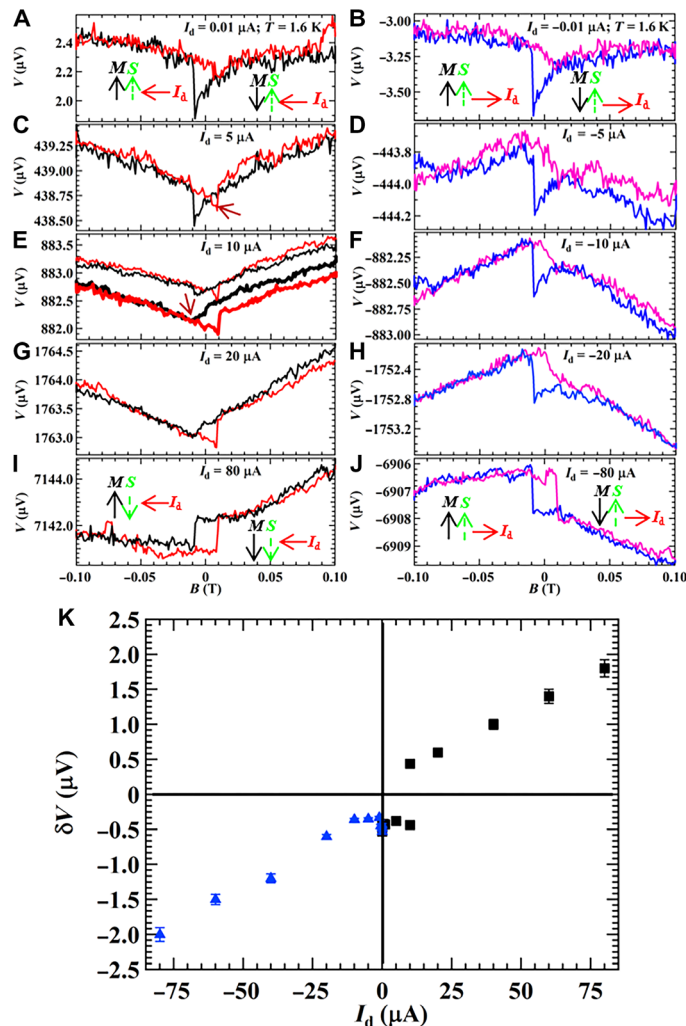 A
I_d = 0.01 μA; T = 1.6 K
2.4
2.2
2.0
V (μV)
M S
I_d
M S
I_d
B
I_d = −0.01 μA; T = 1.6 K
−3.00
−3.25
−3.50
V (μV)
M S
I_d
M S
I_d
C
I_d = 5 μA
439.25
439.00
438.75
438.50
V (μV)
D
I_d = −5 μA
−443.8
−444.0
−444.2
V (μV)
E
I_d = 10 μA
883.5
883.0
882.5
882.0
V (μV)
F
I_d = −10 μA
−882.25
−882.50
−882.75
−883.00
V (μV)
G
I_d = 20 μA
1764.5
1764.0
1763.5
1763.0
V (μV)
H
I_d = −20 μA
−1752.4
−1752.8
−1753.2
V (μV)
I
I_d = 80 μA
7144.0
7142.0
V (μV)
M S
I_d
M S
I_d
−0.10
−0.05
0
0.05
0.10
B (T)
J
I_d = −80 μA
−6906
−6907
−6908
−6909
V (μV)
M S
I_d
M S
I_d
−0.10
−0.05
0
0.05
0.10
B (T)
K
2.5
2.0
1.5
1.0
0.5
0
−0.5
−1.0
−1.5
−2.0
−2.5
δV (μV)
−75
−50
−25
0
25
50
75
I_d (μA)